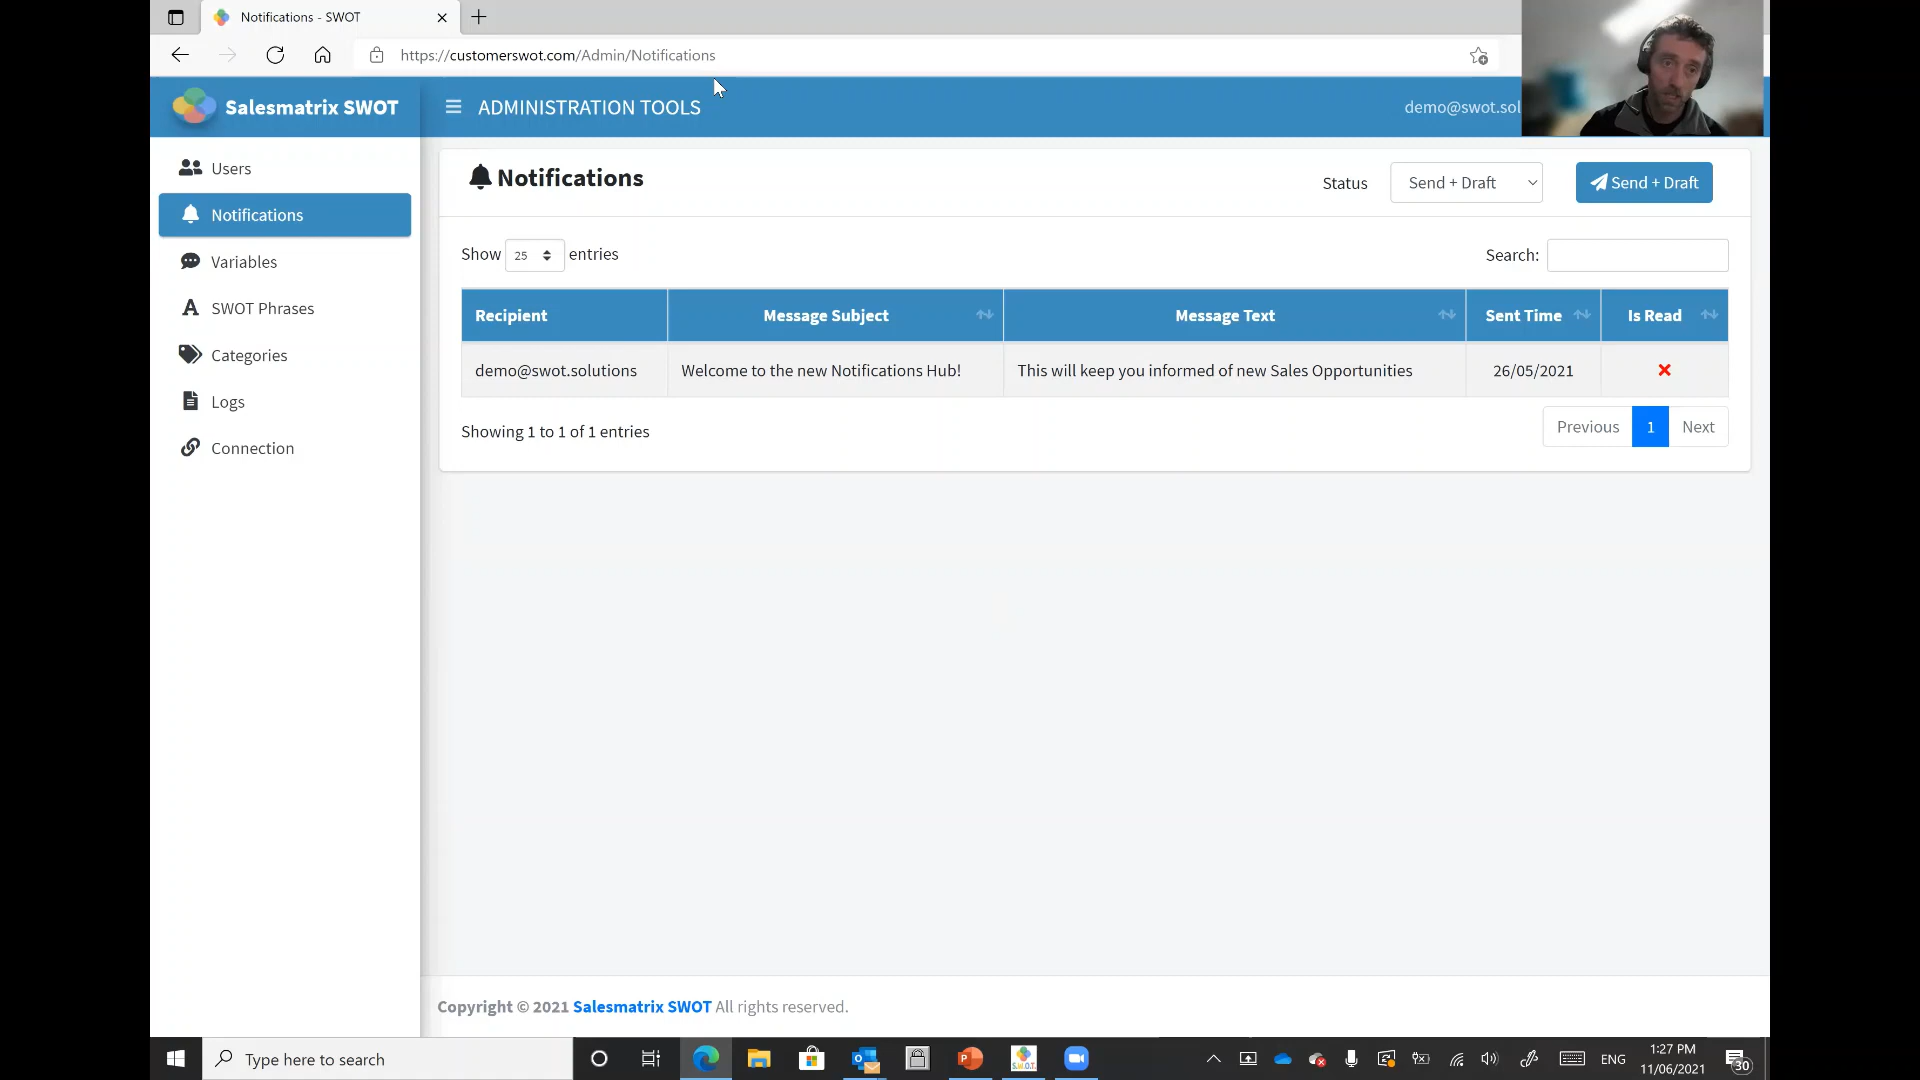 Notifications - SWOT
https://customerswot.com/Admin/Notifications
Salesmatrix SWOT
ADMINISTRATION TOOLS
demo@swot.sol
Users
Notifications
Variables
SWOT Phrases
Categories
Logs
Connection
Notifications
Status
Send + Draft
Send + Draft
Show 25 entries
Search:
Recipient Message Subject Message Text Sent Time Is Read
demo@swot.solutions Welcome to the new Notifications Hub! This will keep you informed of new Sales Opportunities 26/05/2021
Showing 1 to 1 of 1 entries
Previous 1 Next
Copyright © 2021 Salesmatrix SWOT All rights reserved.
Type here to search
S.W.O.T.
ENG
1:27 PM
11/06/2021
30